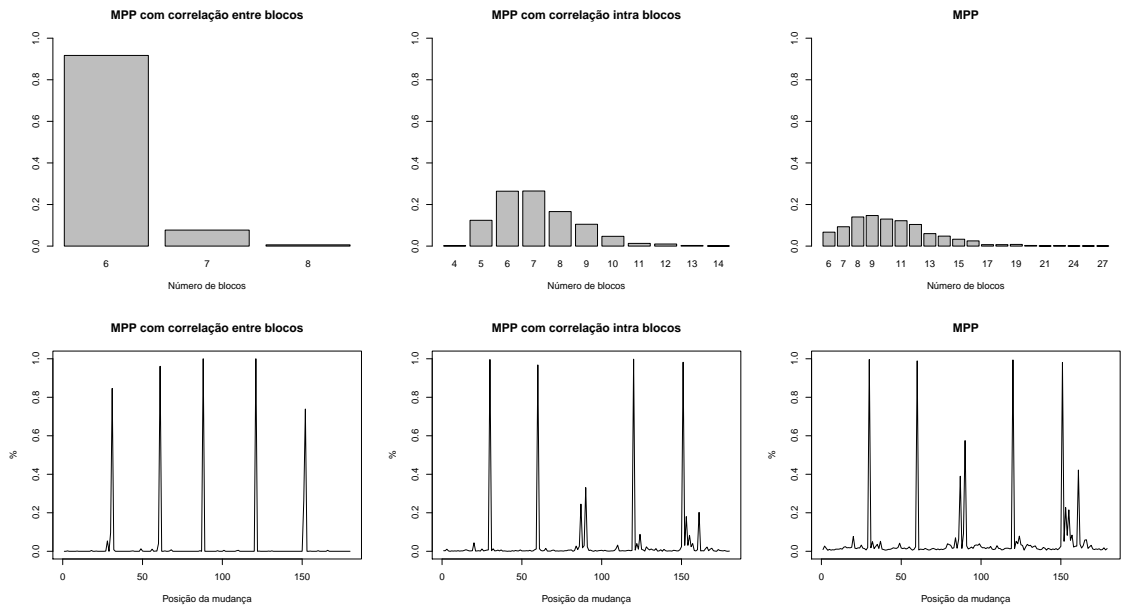 MPP com correlação entre blocos
MPP com correlação intra blocos
MPP
1.0
0.8
0.6
0.4
0.2
0.0
6 7 8
Número de blocos
1.0
0.8
0.6
0.4
0.2
0.0
4 5 6 7 8 9 10 11 12 13 14
Número de blocos
1.0
0.8
0.6
0.4
0.2
0.0
6 7 8 9 11 13 15 17 19 21 24 27
Número de blocos
MPP com correlação entre blocos
MPP com correlação intra blocos
MPP
%
1.0
0.8
0.6
0.4
0.2
0.0
0 50 100 150
Posição da mudança
%
1.0
0.8
0.6
0.4
0.2
0.0
0 50 100 150
Posição da mudança
%
1.0
0.8
0.6
0.4
0.2
0.0
0 50 100 150
Posição da mudança